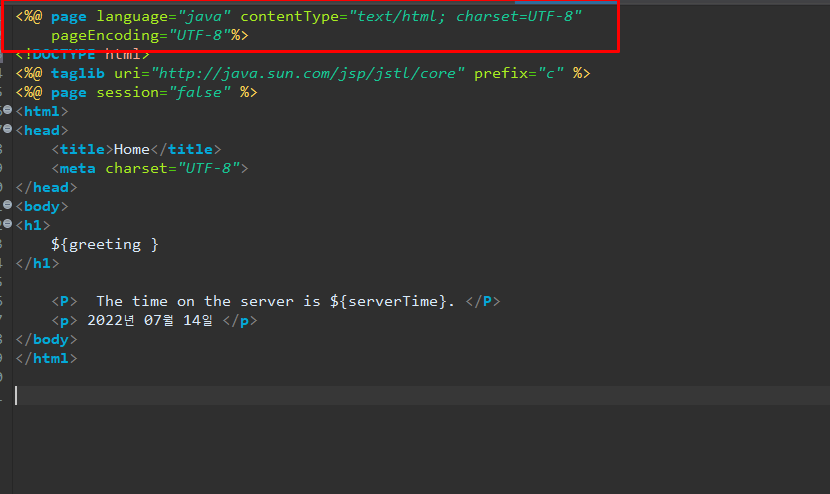 <%@ page language="java" contentType="text/html; charset=UTF-8"
    pageEncoding="UTF-8"%>
<!DOCTYPE html>
<%@ taglib uri="http://java.sun.com/jsp/jstl/core" prefix="c" %>
<%@ page session="false" %>
<html>
<head>
    <title>Home</title>
    <meta charset="UTF-8">
</head>
<body>
<h1>
    ${greeting }
</h1>

    <P>  The time on the server is ${serverTime}. </P>
    <p> 2022년 07월 14일 </p>
</body>
</html>